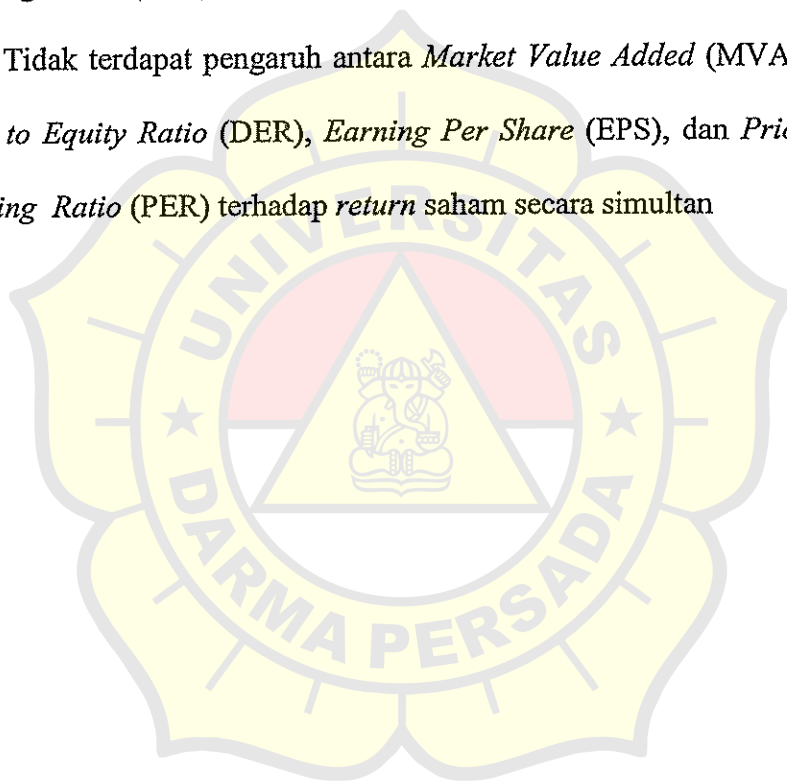 Tidak terdapat pengaruh antara Market Value Added (MVA
to Equity Ratio (DER), Earning Per Share (EPS), dan
ing Ratio (PER) terhadap return saham secara simultan
UNIVERSITAS
DARMA PERSADA